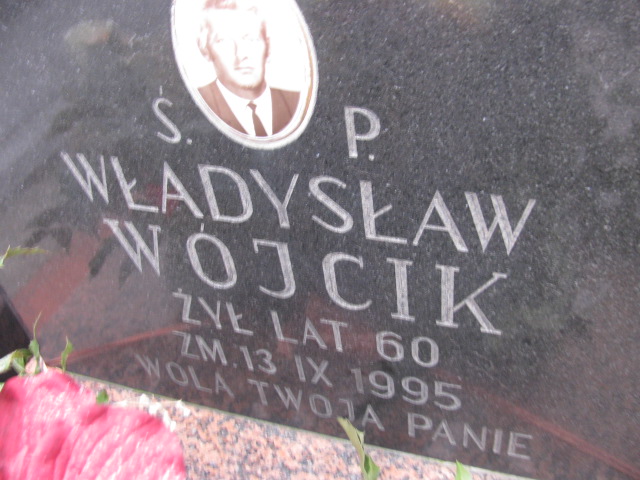 Ś. P.
WŁADYSŁAW
WÓJCIK
ŻYŁ LAT 60
ZM. 13 IX 1995
WOLA TWOJA PANIE